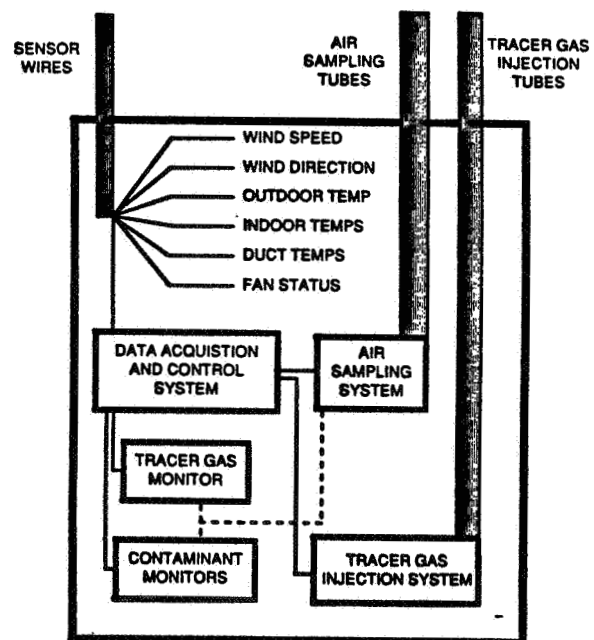 SENSOR
WIRES
AIR
SAMPLING
TUBES
TRACER GAS
INJECTION
TUBES
WIND SPEED
WIND DIRECTION
OUTDOOR TEMP
INDOOR TEMPS
DUCT TEMPS
FAN STATUS
DATA ACQUISTION
AND CONTROL
SYSTEM
AIR
SAMPLING
SYSTEM
TRACER GAS
MONITOR
CONTAMINANT
MONITORS
TRACER GAS
INJECTION SYSTEM